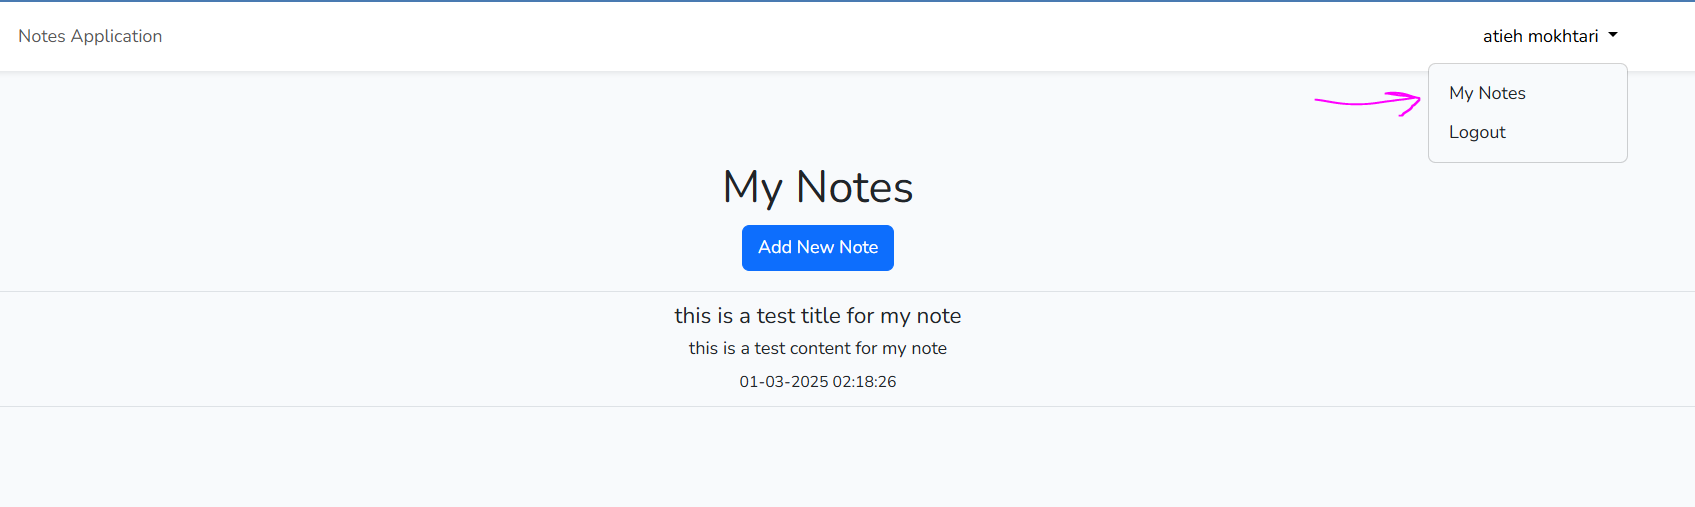 Notes Application
atieh mokhtari
My Notes
Logout
My Notes
Add New Note
this is a test title for my note
this is a test content for my note
01-03-2025 02:18:26